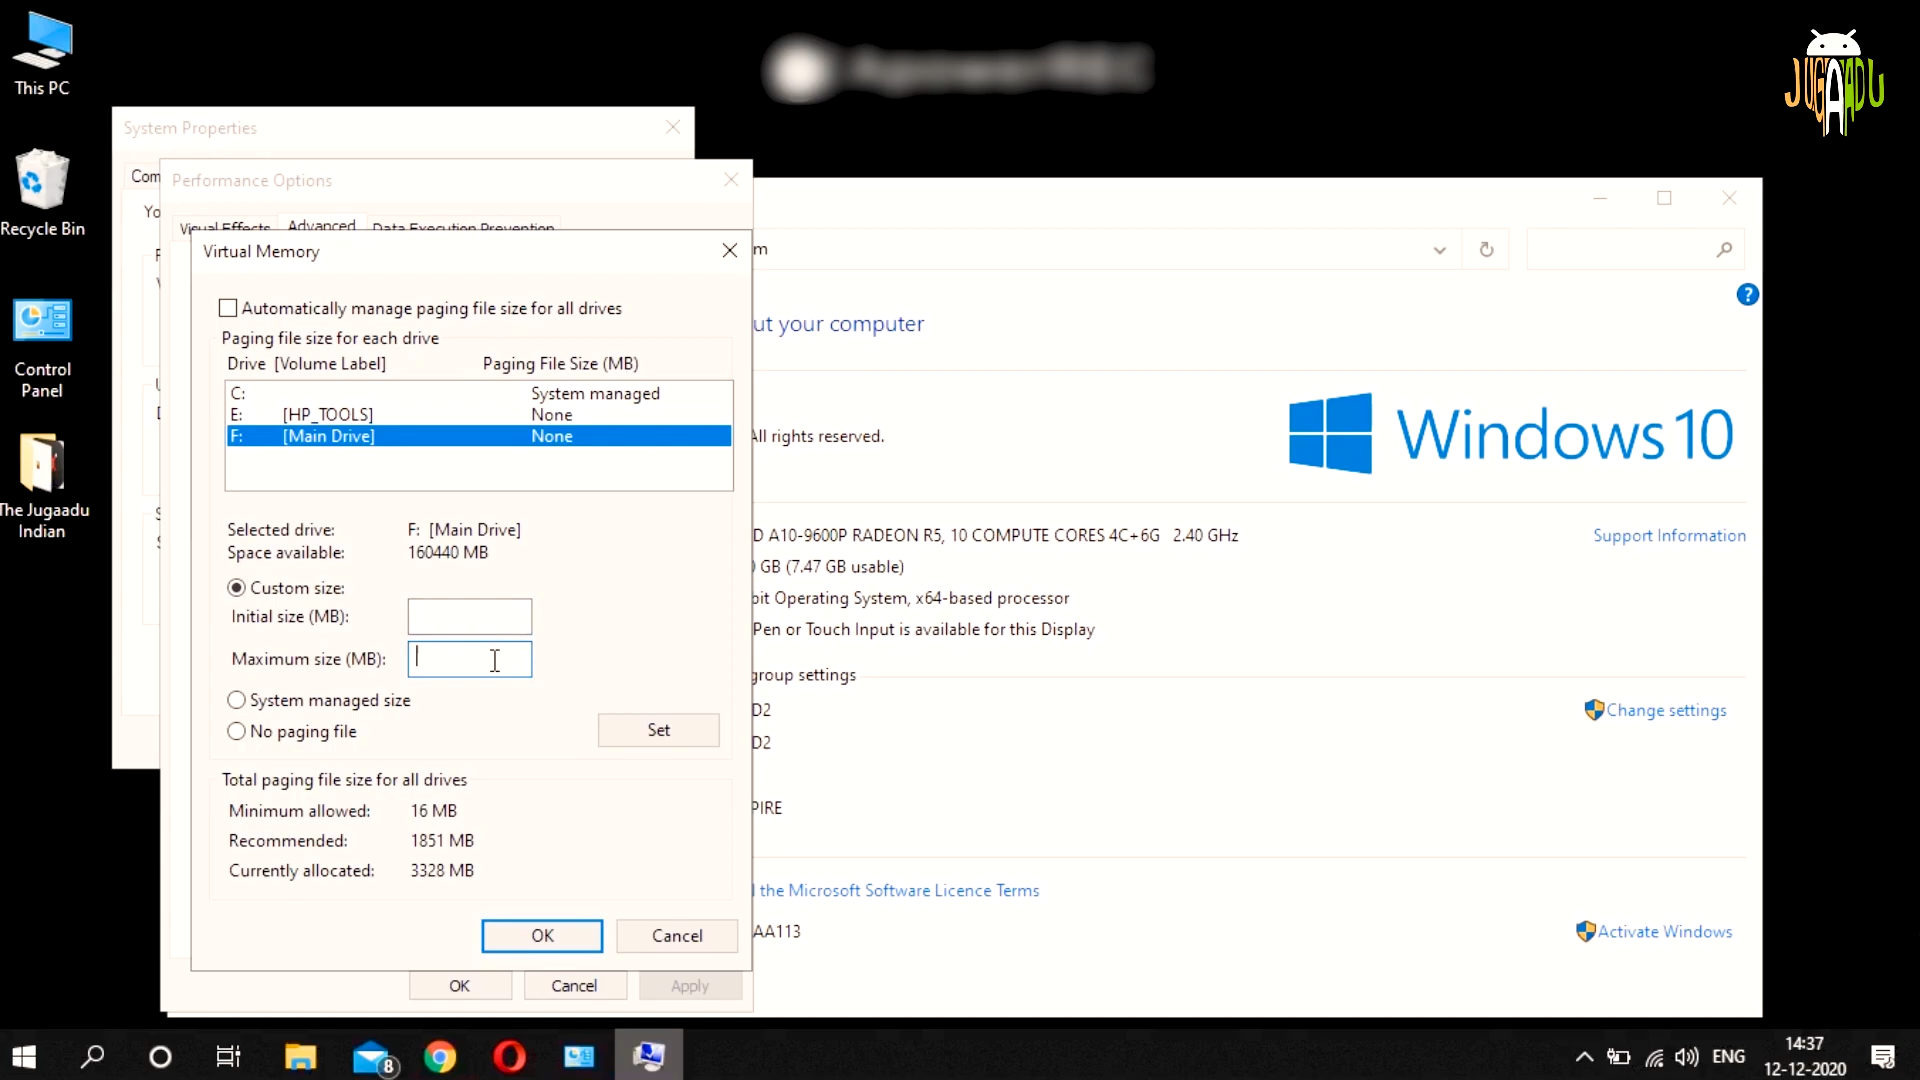 This PC
Recycle Bin
Control
Panel
The Jugaadu
Indian
JUGAADU
System Properties
Com
Yo
Performance Options
Visual Effects
Advanced
Data Execution Prevention
Virtual Memory
Automatically manage paging file size for all drives
Paging file size for each drive
Drive [Volume Label] Paging File Size (MB)
C: System managed
E: [HP_TOOLS] None
F: [Main Drive] None
Selected drive: F: [Main Drive]
Space available: 160440 MB
Custom size:
Initial size (MB):
Maximum size (MB):
System managed size
No paging file
Set
Total paging file size for all drives
Minimum allowed: 16 MB
Recommended: 1851 MB
Currently allocated: 3328 MB
OK Cancel
OK Cancel Apply
m
ut your computer
All rights reserved.
Windows 10
D A10-9600P RADEON R5, 10 COMPUTE CORES 4C+6G 2.40 GHz
Support Information
GB (7.47 GB usable)
bit Operating System, x64-based processor
Pen or Touch Input is available for this Display
group settings
D2
Change settings
D2
PIRE
the Microsoft Software Licence Terms
AA113
Activate Windows
8
ENG
14:37
12-12-2020